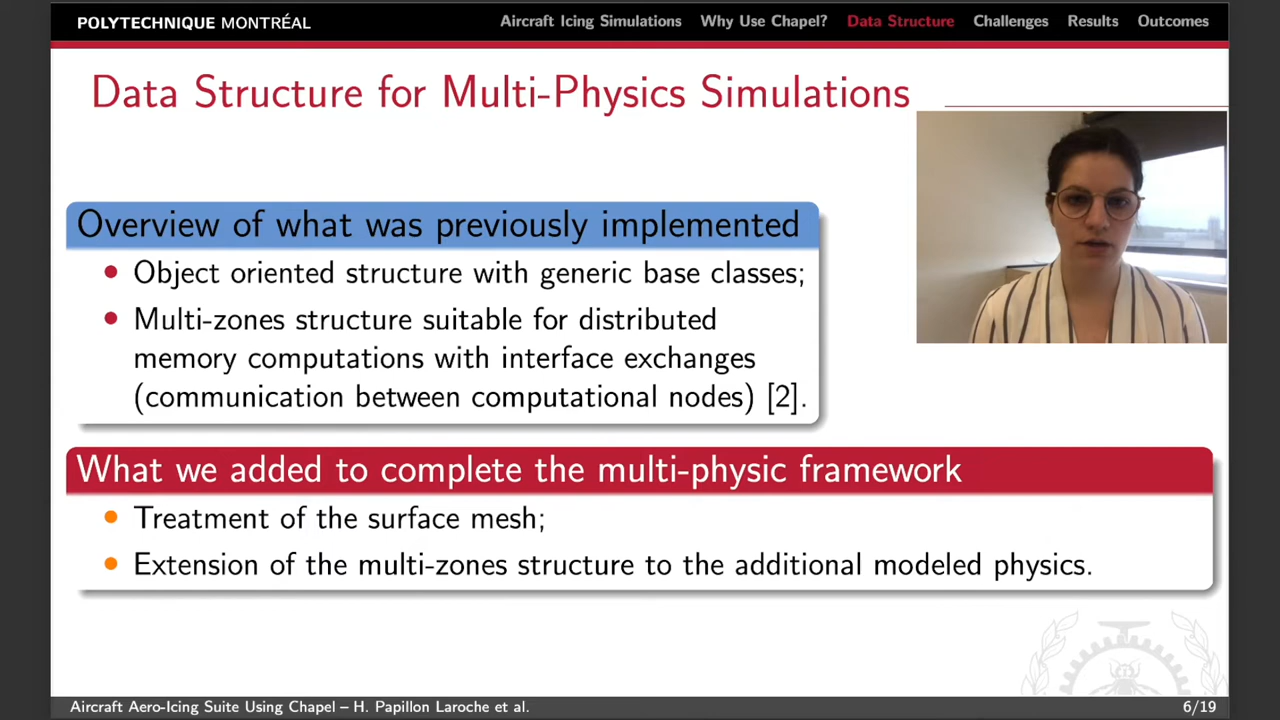 POLYTECHNIQUE MONTRÉAL
Aircraft Icing Simulations Why Use Chapel? Data Structure Challenges Results Outcomes
Data Structure for Multi-Physics Simulations
Overview of what was previously implemented
• Object oriented structure with generic base classes;
• Multi-zones structure suitable for distributed
memory computations with interface exchanges
(communication between computational nodes) [2].
What we added to complete the multi-physic framework
• Treatment of the surface mesh;
• Extension of the multi-zones structure to the additional modeled physics.
Aircraft Aero-Icing Suite Using Chapel – H. Papillon Laroche et al. 6/19